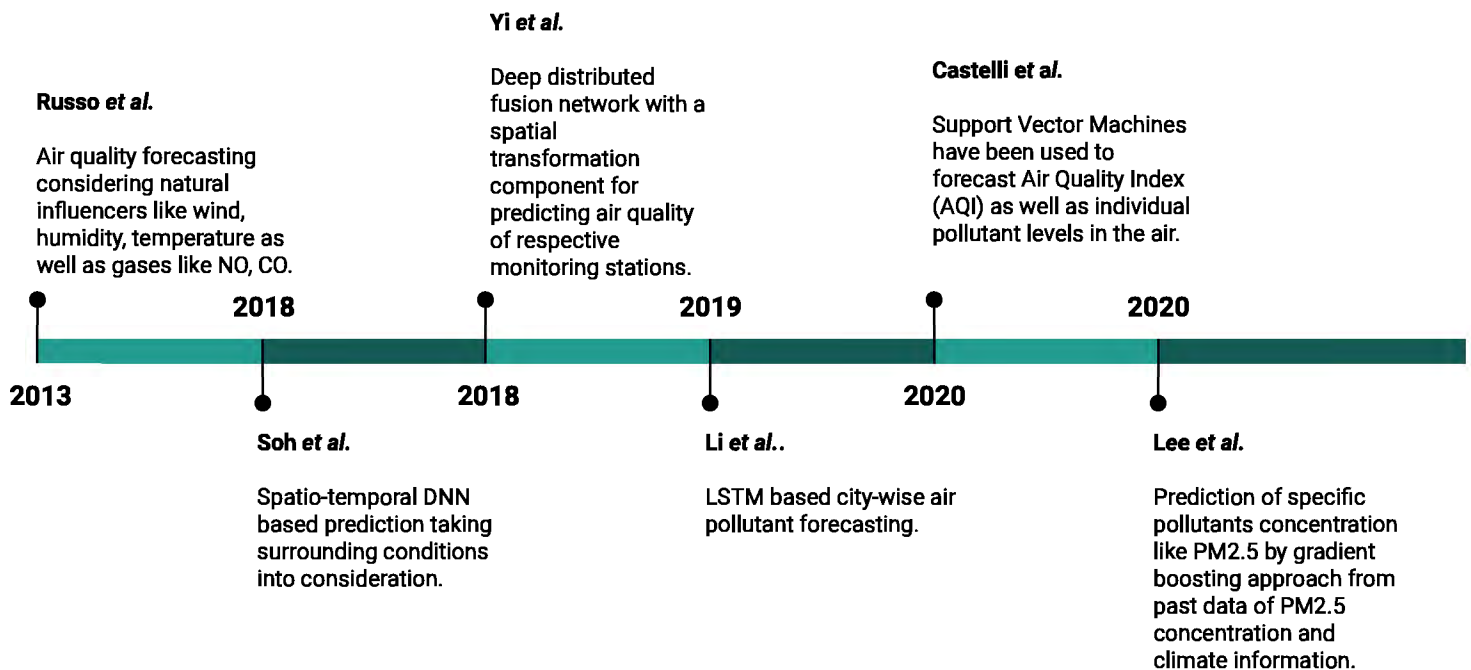 Russo et al.
Air quality forecasting
considering natural
influencers like wind,
humidity, temperature as
well as gases like NO, CO.
2013
2018
Soh et al.
Spatio-temporal DNN
based prediction taking
surrounding conditions
into consideration.
Yi et al.
Deep distributed
fusion network with a
spatial
transformation
component for
predicting air quality
of respective
monitoring stations.
2018
2019
Li et al..
LSTM based city-wise air
pollutant forecasting.
Castelli et al.
Support Vector Machines
have been used to
forecast Air Quality Index
(AQI) as well as individual
pollutant levels in the air.
2020
2020
Lee et al.
Prediction of specific
pollutants concentration
like PM2.5 by gradient
boosting approach from
past data of PM2.5
concentration and
climate information.